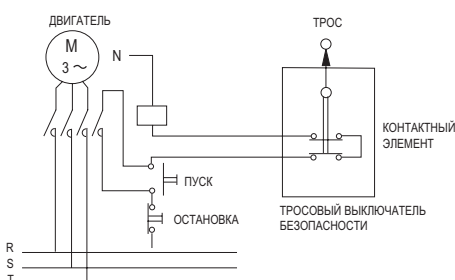 ДВИГАТЕЛЬ
M
3 ~
N
ТРОС
КОНТАКТНЫЙ
ЭЛЕМЕНТ
ПУСК
ОСТАНОВКА
ТРОСОВЫЙ ВЫКЛЮЧАТЕЛЬ
БЕЗОПАСНОСТИ
R
S
T